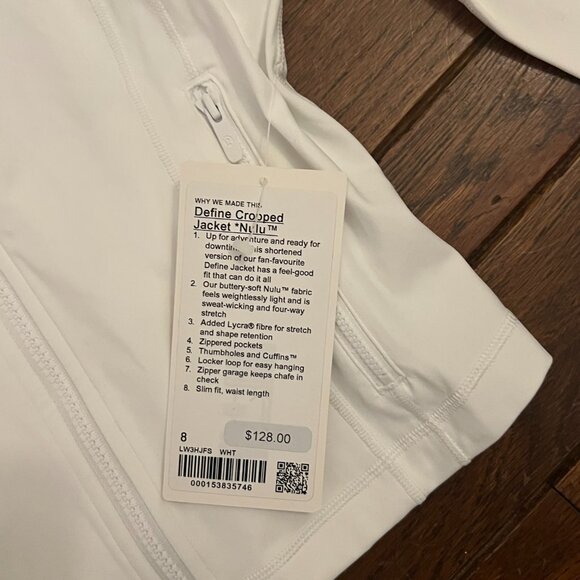 WHY WE MADE THIS
Define Cropped
Jacket *Nulu™
1. Up for adventure and ready for
downtime, this shortened
version of our fan-favourite
Define Jacket has a feel-good
fit that can do it all
2. Our buttery-soft Nulu™ fabric
feels weightlessly light and is
sweat-wicking and four-way
stretch
3. Added Lycra® fibre for stretch
and shape retention
4. Zippered pockets
5. Thumbholes and Cuffins™
6. Locker loop for easy hanging
7. Zipper garage keeps chafe in
check
8. Slim fit, waist length
8 $128.00
LW3HJFS WHT
000153835746